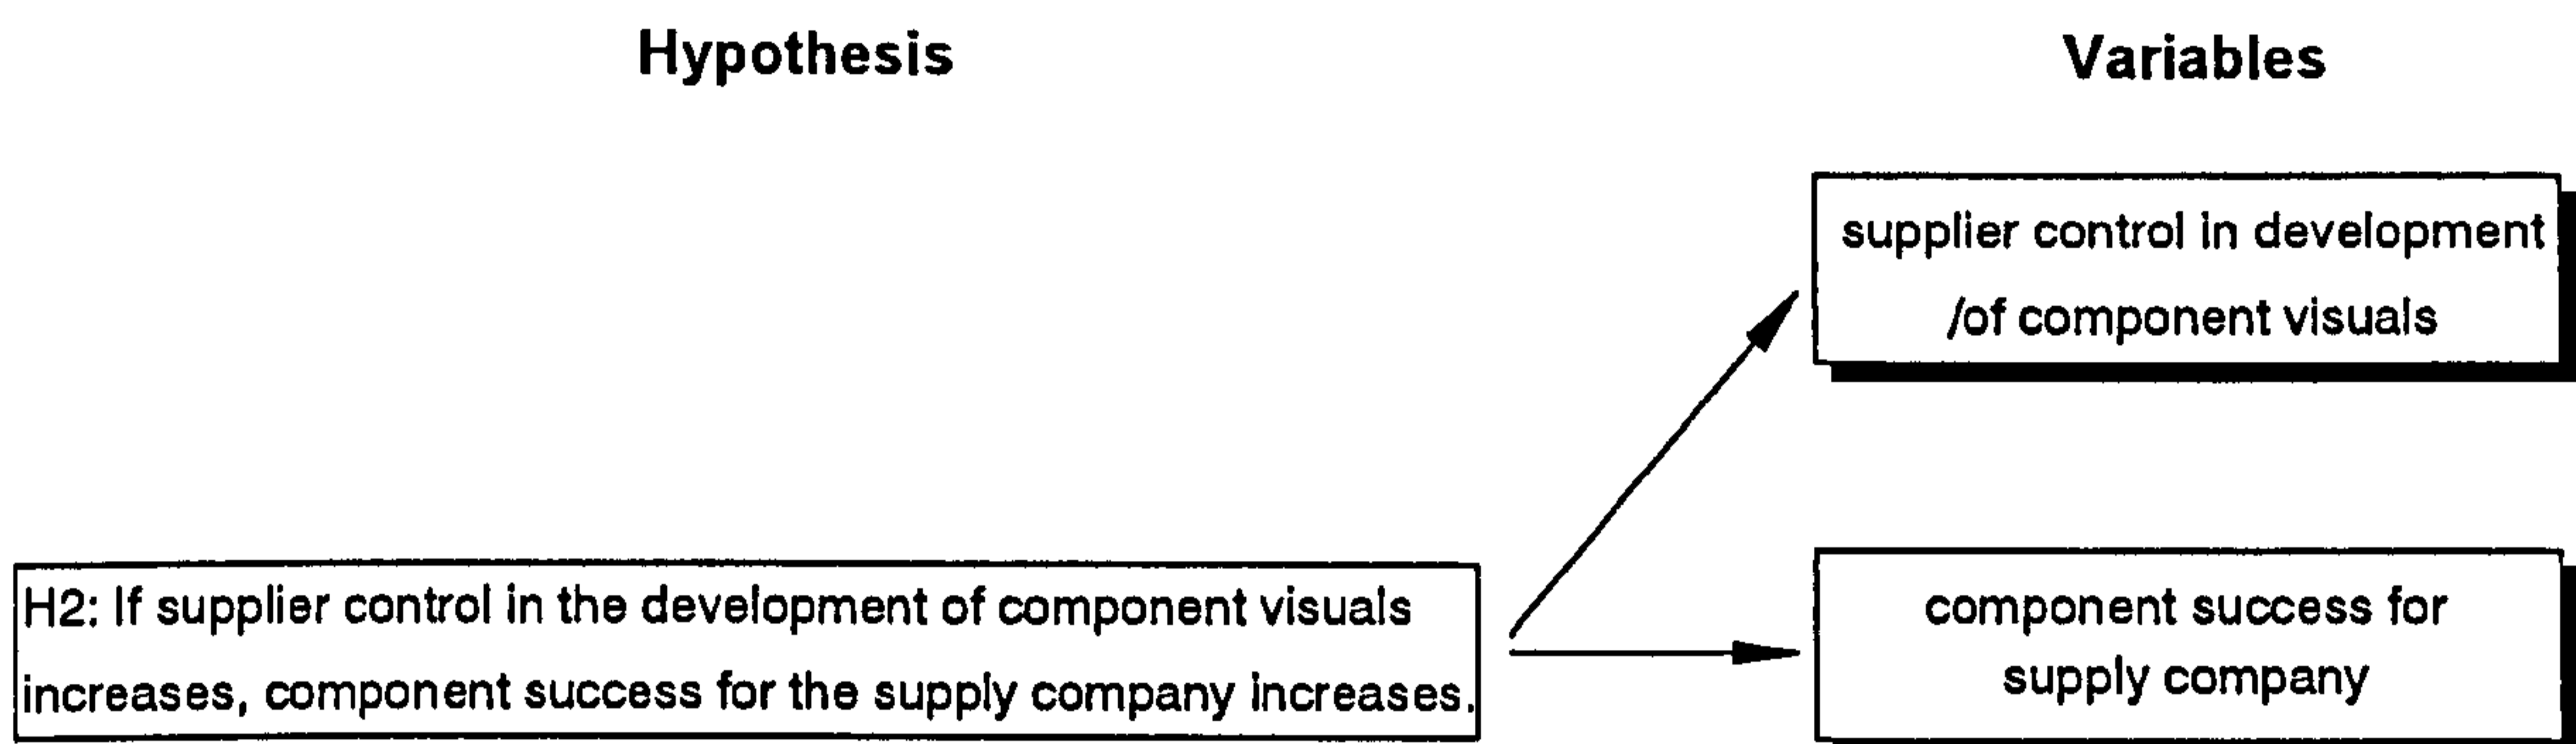 Hypothesis
Variables
supplier control in development
/of component visuals
H2: If supplier control in the development of component visuals
increases, component success for the supply company increases.
component success for
supply company